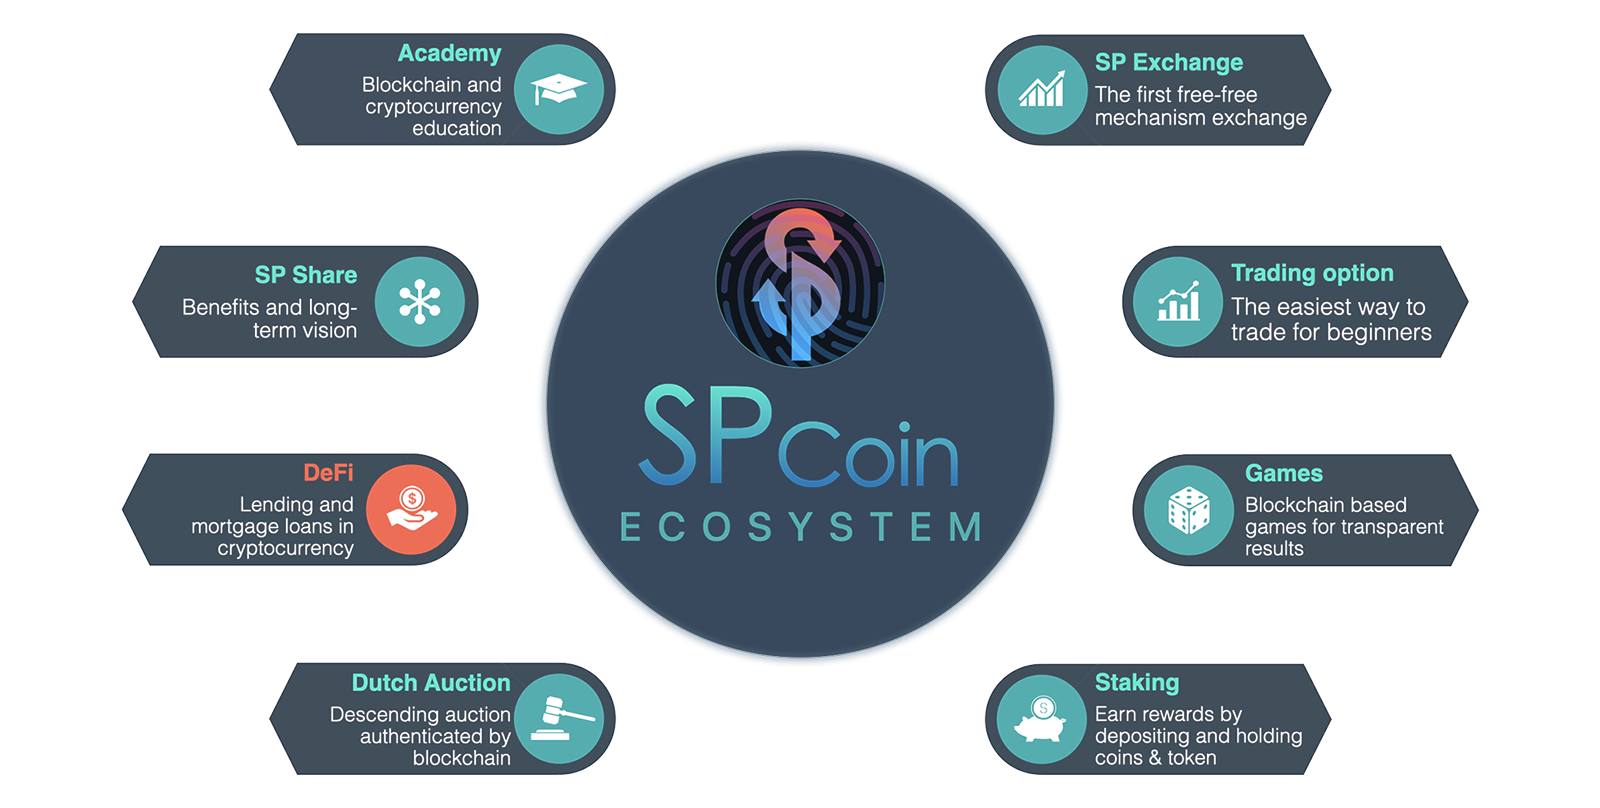 Academy
Blockchain and
cryptocurrency
education
SP Exchange
The first free-free
mechanism exchange
SP Share
Benefits and long-
term vision
Trading option
The easiest way to
trade for beginners
SP Coin
ECOSYSTEM
DeFi
Lending and
mortgage loans in
cryptocurrency
Games
Blockchain based
games for transparent
results
Dutch Auction
Descending auction
authenticated by
blockchain
Staking
Earn rewards by
depositing and holding
coins & token